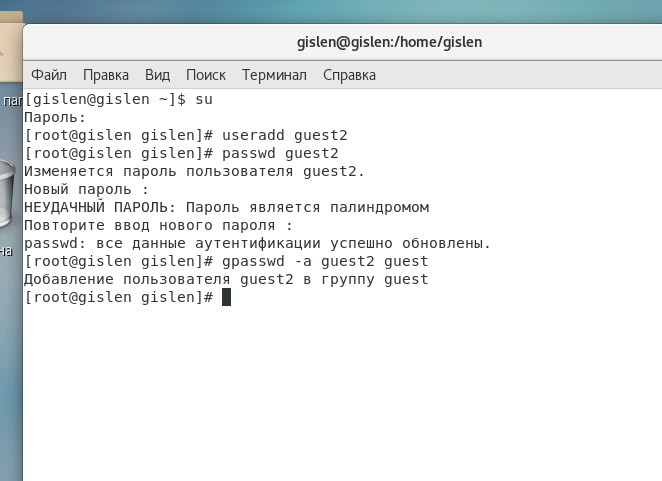 gislen@gislen:/home/gislen
Файл Правка Вид Поиск Терминал Справка
[gislen@gislen ~]$ su
Пароль:
[root@gislen gislen]# useradd guest2
[root@gislen gislen]# passwd guest2
Изменяется пароль пользователя guest2.
Новый пароль :
НЕУДАЧНЫЙ ПАРОЛЬ: Пароль является палиндромом
Повторите ввод нового пароля :
passwd: все данные аутентификации успешно обновлены.
[root@gislen gislen]# gpasswd -a guest2 guest
Добавление пользователя guest2 в группу guest
[root@gislen gislen]#